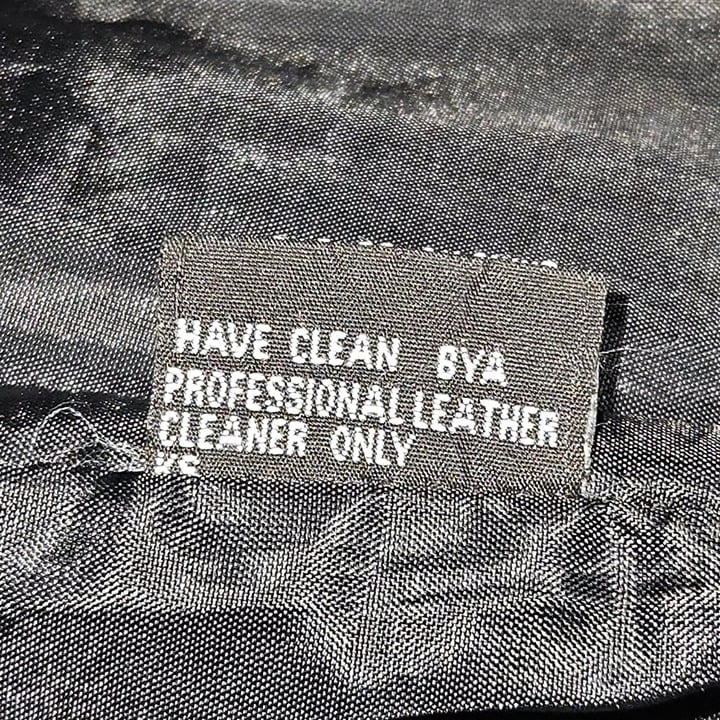 HAVE CLEAN BYA
PROFESSIONAL LEATHER
CLEANER ONLY